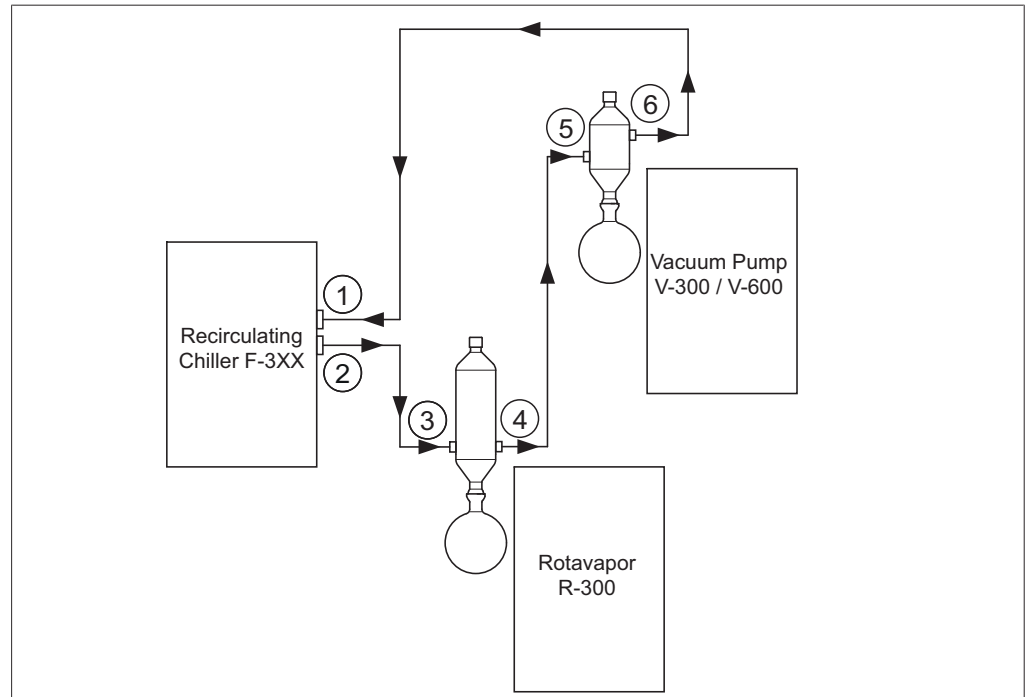 6
5
Vacuum Pump
V-300 / V-600
1
Recirculating
Chiller F-3XX
2
3
4
Rotavapor
R-300